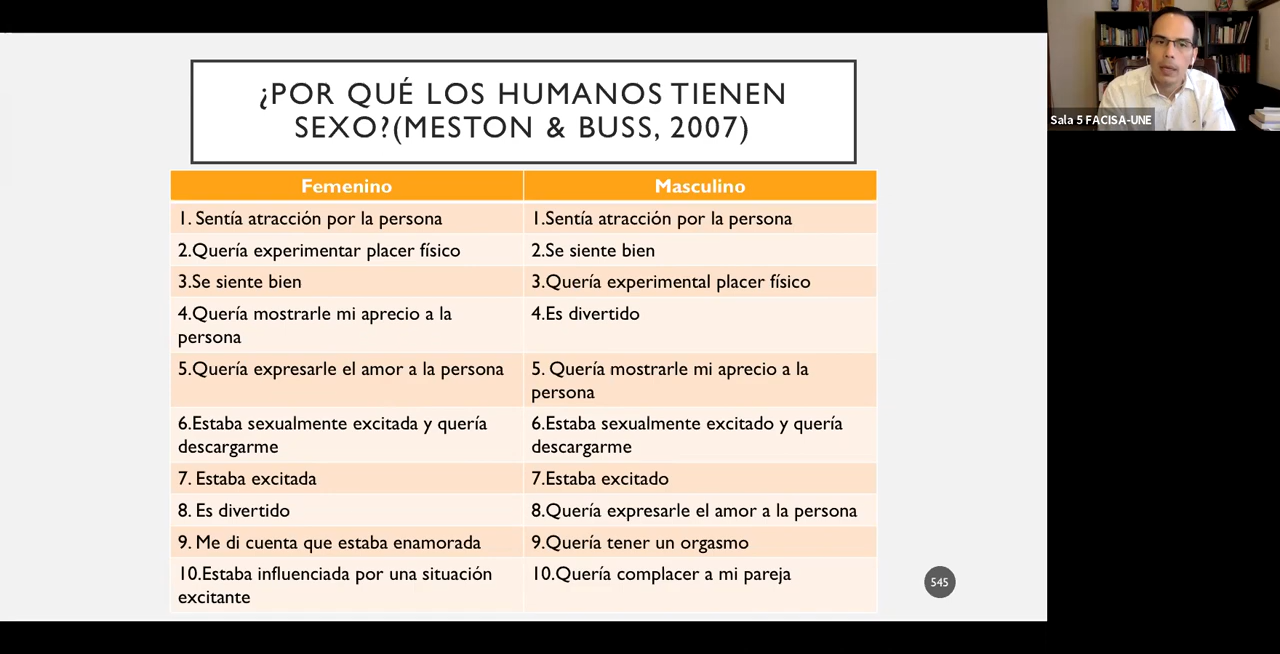 ¿POR QUÉ LOS HUMANOS TIENEN
SEXO?(MESTON & BUSS, 2007)
Femenino
Masculino
1. Sentía atracción por la persona
1.Sentía atracción por la persona
2.Quería experimentar placer físico
2.Se siente bien
3.Se siente bien
3.Quería experimental placer físico
4.Quería mostrarle mi aprecio a la
persona
4.Es divertido
5.Quería expresarle el amor a la persona
5. Quería mostrarle mi aprecio a la
persona
6.Estaba sexualmente excitada y quería
descargarme
6.Estaba sexualmente excitado y quería
descargarme
7. Estaba excitada
7.Estaba excitado
8. Es divertido
8.Quería expresarle el amor a la persona
9. Me di cuenta que estaba enamorada
9.Quería tener un orgasmo
10.Estaba influenciada por una situación
excitante
10.Quería complacer a mi pareja
545
Sala 5 FACISA-UNE